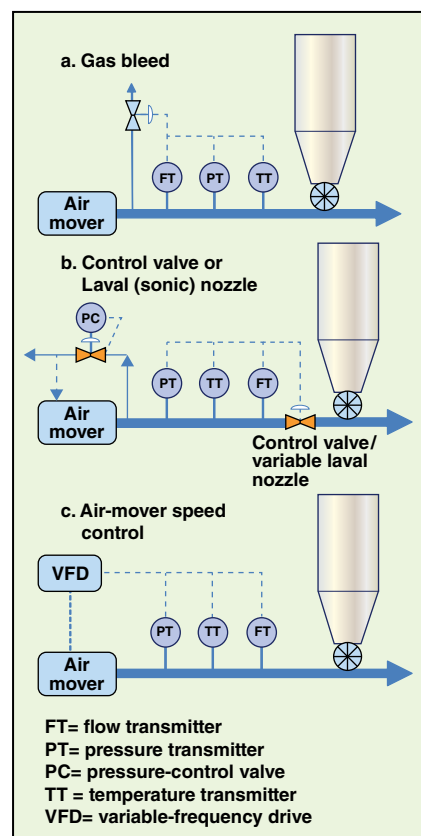 a. Gas bleed
FT
PT
TT
Air
mover
b. Control valve or
Laval (sonic) nozzle
PC
PT
TT
FT
Air
mover
Control valve/
variable laval
nozzle
c. Air-mover speed
control
VFD
PT
TT
FT
Air
mover
FT= flow transmitter
PT= pressure transmitter
PC= pressure-control valve
TT = temperature transmitter
VFD= variable-frequency drive